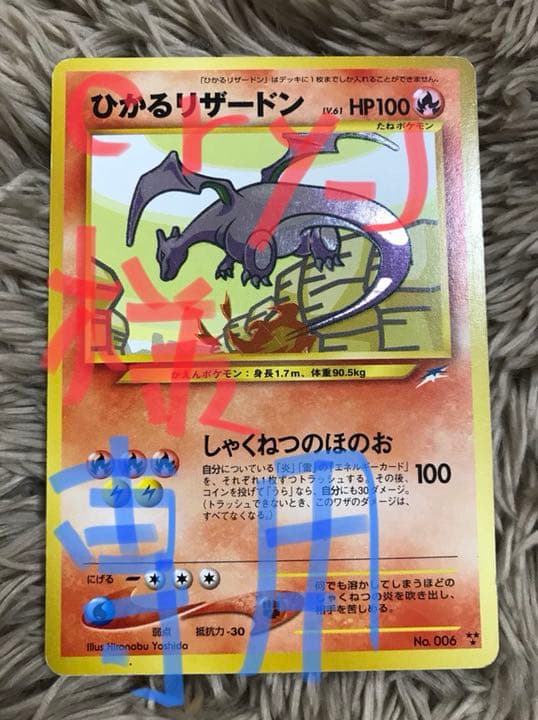 「ひかるリザードン」はデッキに1枚までしか入れることができません。
ひかるリザードン LV.61 HP100
たねポケモン
様
かえんポケモン：身長1.7m、体重90.5kg
しゃくねつのほのお
100
自分についている「炎」「雷」の「エネルギーカード」
を、それぞれ1枚ずつトラッシュする。その後、
コインを投げて「うら」なら、自分にも30ダメージ。
（トラッシュできないとき、このワザのダメージは、
すべてなくなる。）
専用
にげる
弱点 抵抗力 -30
何でも溶かしてしまうほどの
しゃくねつの炎を吹き出し、
相手を苦しめる。
Illus Hironobu Yoshida
No. 006